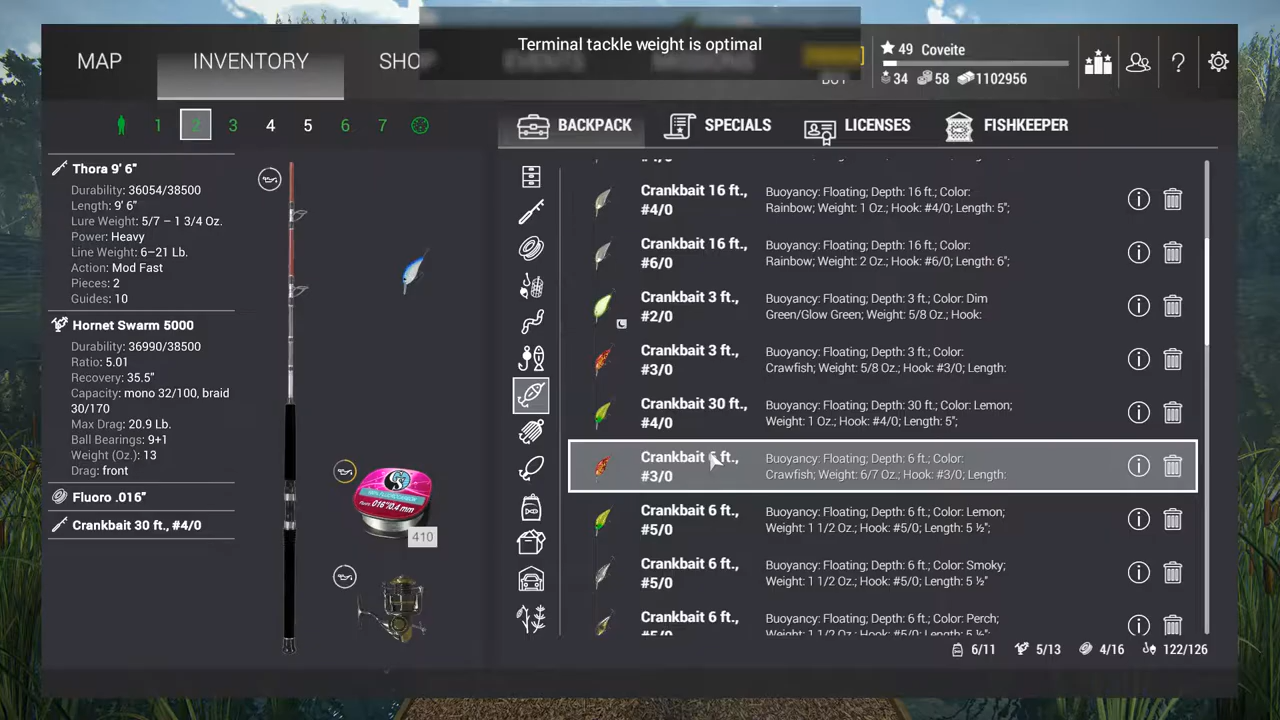 Terminal tackle weight is optimal
MAP
INVENTORY
SHO
49 Coveite
34
58
1102956
1
2
3
4
5
6
7
BACKPACK
SPECIALS
LICENSES
FISHKEEPER
Thora 9' 6"
Durability: 36054/38500
Length: 9' 6"
Lure Weight: 5/7 – 1 3/4 Oz.
Power: Heavy
Line Weight: 6–21 Lb.
Action: Mod Fast
Pieces: 2
Guides: 10
Hornet Swarm 5000
Durability: 36990/38500
Ratio: 5.01
Recovery: 35.5"
Capacity: mono 32/100, braid
30/170
Max Drag: 20.9 Lb.
Ball Bearings: 9+1
Weight (Oz.): 13
Drag: front
Fluoro .016"
Crankbait 30 ft., #4/0
410
Crankbait 16 ft.,
#4/0
Buoyancy: Floating; Depth: 16 ft.; Color:
Rainbow; Weight: 1 Oz.; Hook: #4/0; Length: 5";
Crankbait 16 ft.,
#6/0
Buoyancy: Floating; Depth: 16 ft.; Color:
Rainbow; Weight: 2 Oz.; Hook: #6/0; Length: 6";
Crankbait 3 ft.,
#2/0
Buoyancy: Floating; Depth: 3 ft.; Color: Dim
Green/Glow Green; Weight: 5/8 Oz.; Hook:
Crankbait 3 ft.,
#3/0
Buoyancy: Floating; Depth: 3 ft.; Color:
Crawfish; Weight: 5/8 Oz.; Hook: #3/0; Length:
Crankbait 30 ft.,
#4/0
Buoyancy: Floating; Depth: 30 ft.; Color: Lemon;
Weight: 1 Oz.; Hook: #4/0; Length: 5";
Crankbait 6 ft.,
#3/0
Buoyancy: Floating; Depth: 6 ft.; Color:
Crawfish; Weight: 6/7 Oz.; Hook: #3/0; Length:
Crankbait 6 ft.,
#5/0
Buoyancy: Floating; Depth: 6 ft.; Color: Lemon;
Weight: 1 1/2 Oz.; Hook: #5/0; Length: 5 ½"
Crankbait 6 ft.,
#5/0
Buoyancy: Floating; Depth: 6 ft.; Color: Smoky;
Weight: 1 1/2 Oz.; Hook: #5/0; Length: 5 ½"
Crankbait 6 ft.,
#5/0
Buoyancy: Floating; Depth: 6 ft.; Color: Perch;
Weight: 1 1/2 Oz.; Hook: #5/0; Length: 5 ½";
6/11
5/13
4/16
122/126